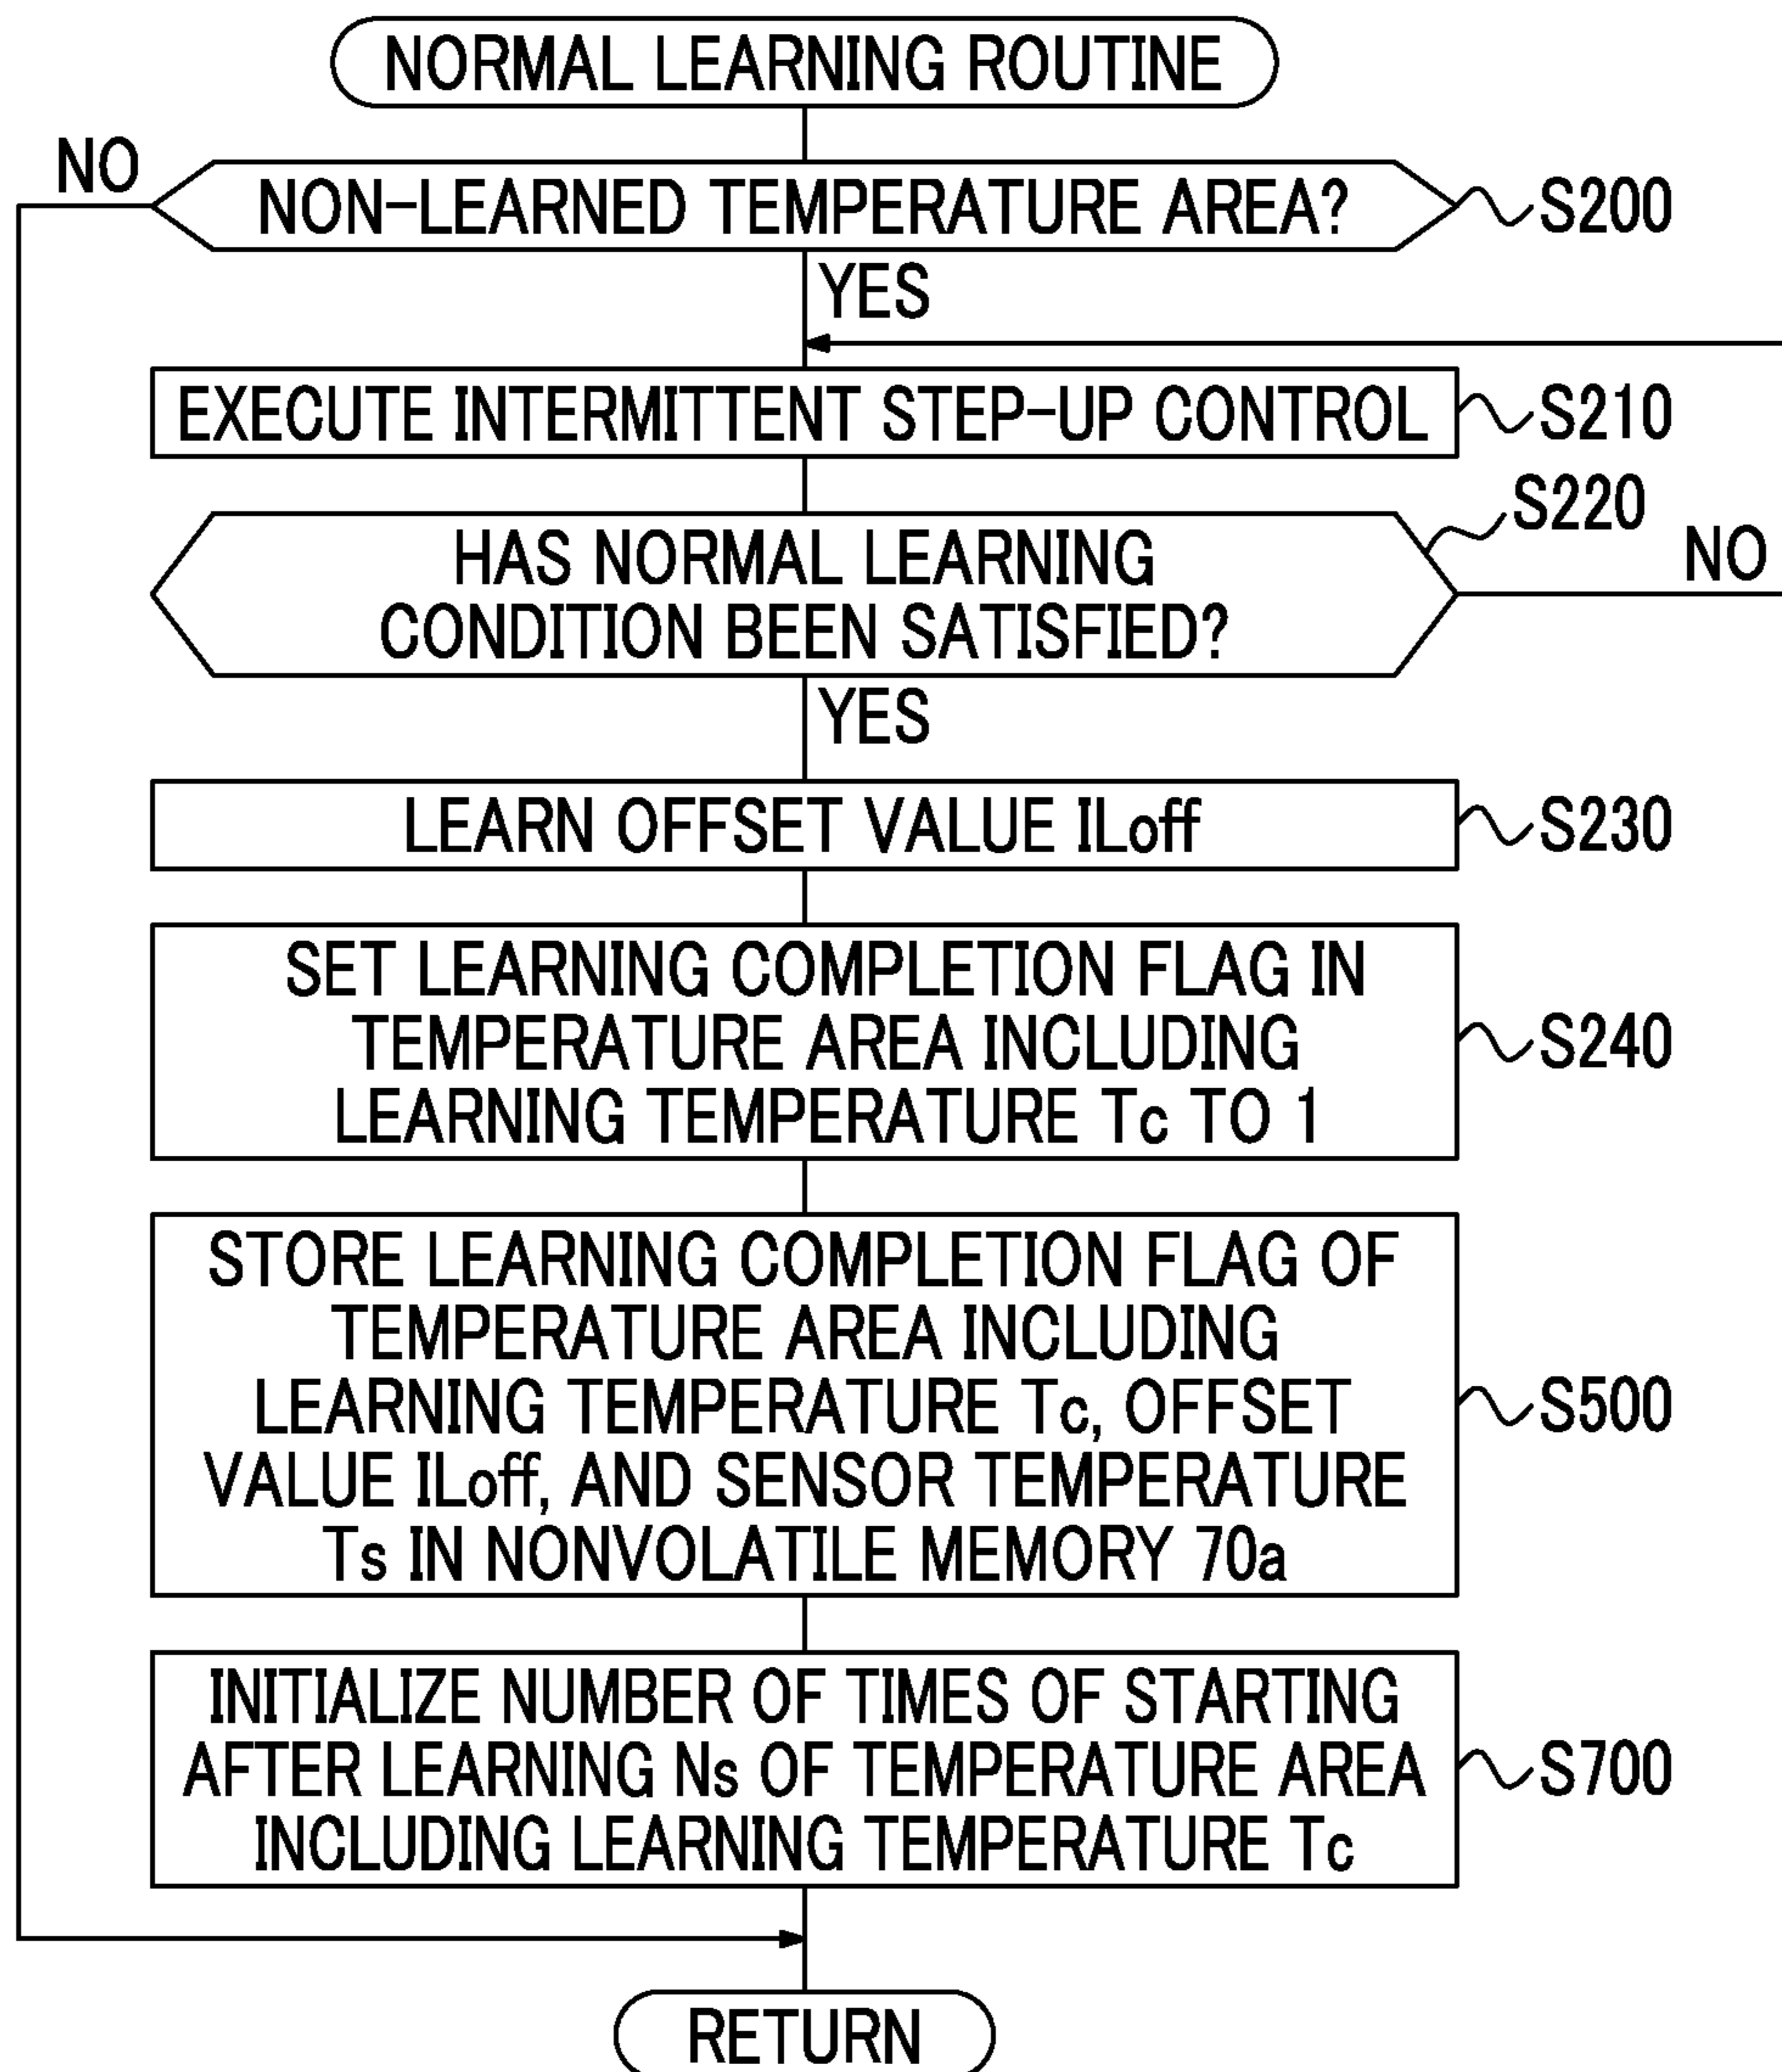 NORMAL LEARNING ROUTINE
NO
NON-LEARNED TEMPERATURE AREA?
S200
YES
EXECUTE INTERMITTENT STEP-UP CONTROL
S210
S220
HAS NORMAL LEARNING
CONDITION BEEN SATISFIED?
NO
YES
LEARN OFFSET VALUE ILoff
S230
SET LEARNING COMPLETION FLAG IN
TEMPERATURE AREA INCLUDING
LEARNING TEMPERATURE Tc TO 1
S240
STORE LEARNING COMPLETION FLAG OF
TEMPERATURE AREA INCLUDING
LEARNING TEMPERATURE Tc, OFFSET
VALUE ILoff, AND SENSOR TEMPERATURE
Ts IN NONVOLATILE MEMORY 70a
S500
INITIALIZE NUMBER OF TIMES OF STARTING
AFTER LEARNING Ns OF TEMPERATURE AREA
INCLUDING LEARNING TEMPERATURE Tc
S700
RETURN